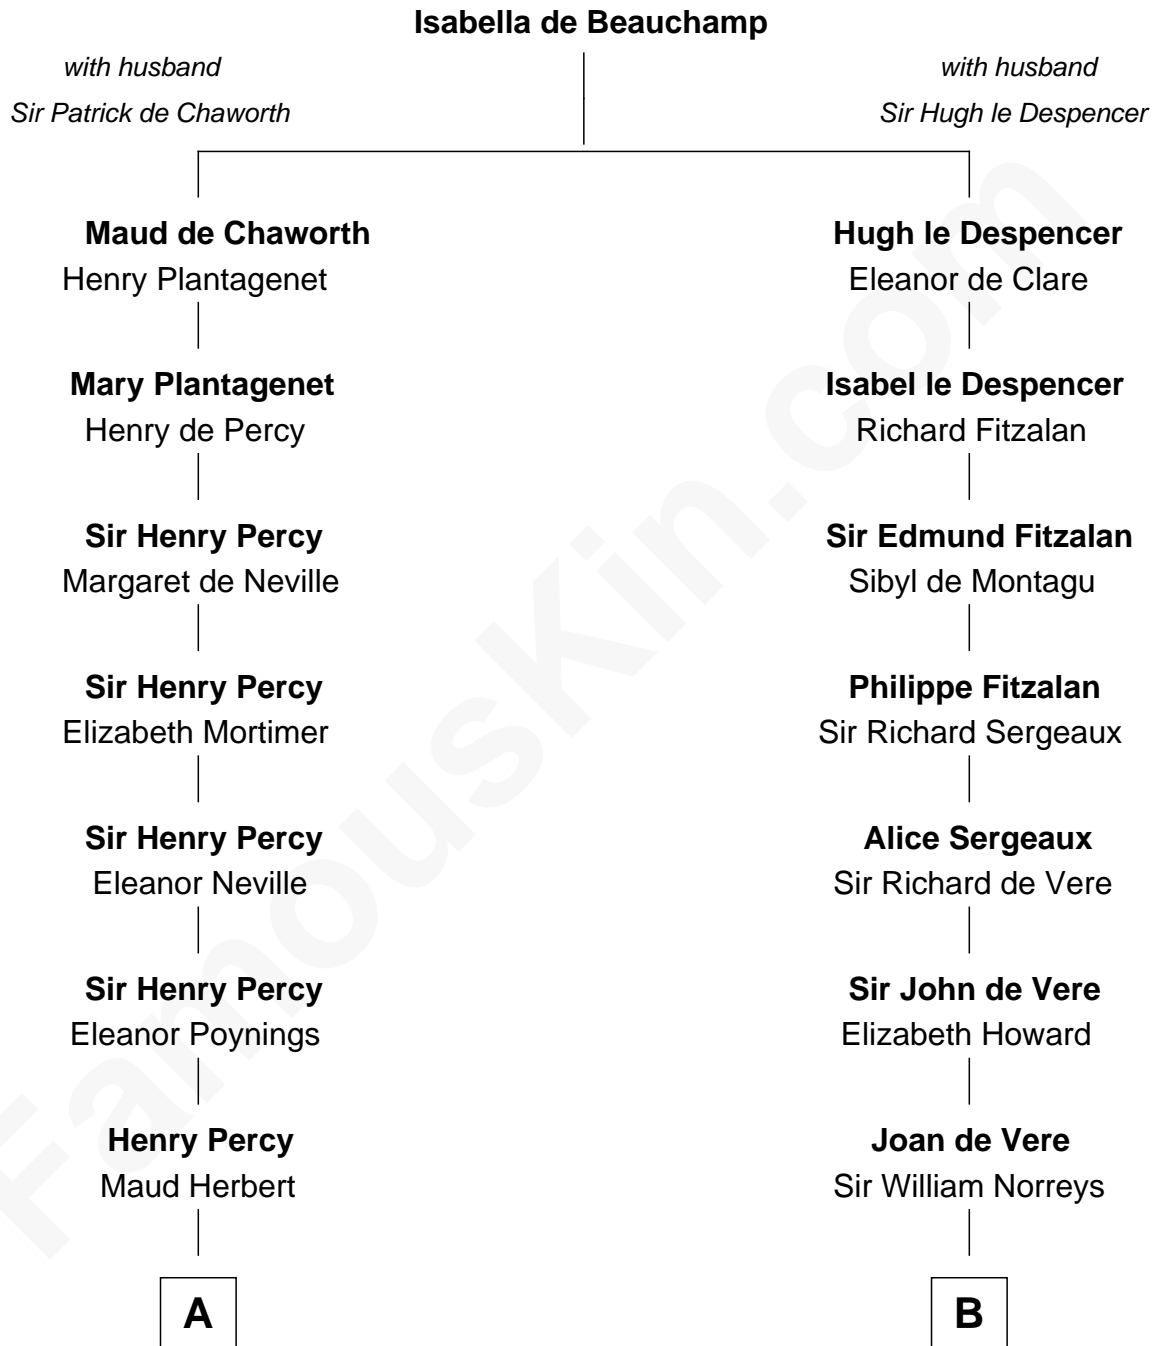 Isabella de Beauchamp
with husband
Sir Patrick de Chaworth
with husband
Sir Hugh le Despencer
Maud de Chaworth
Henry Plantagenet
Mary Plantagenet
Henry de Percy
Sir Henry Percy
Margaret de Neville
Sir Henry Percy
Elizabeth Mortimer
Sir Henry Percy
Eleanor Neville
Sir Henry Percy
Eleanor Poynings
Henry Percy
Maud Herbert
A
Hugh le Despencer
Eleanor de Clare
Isabel le Despencer
Richard Fitzalan
Sir Edmund Fitzalan
Sibyl de Montagu
Philippe Fitzalan
Sir Richard Sergeaux
Alice Sergeaux
Sir Richard de Vere
Sir John de Vere
Elizabeth Howard
Joan de Vere
Sir William Norreys
B
FamousKin.com